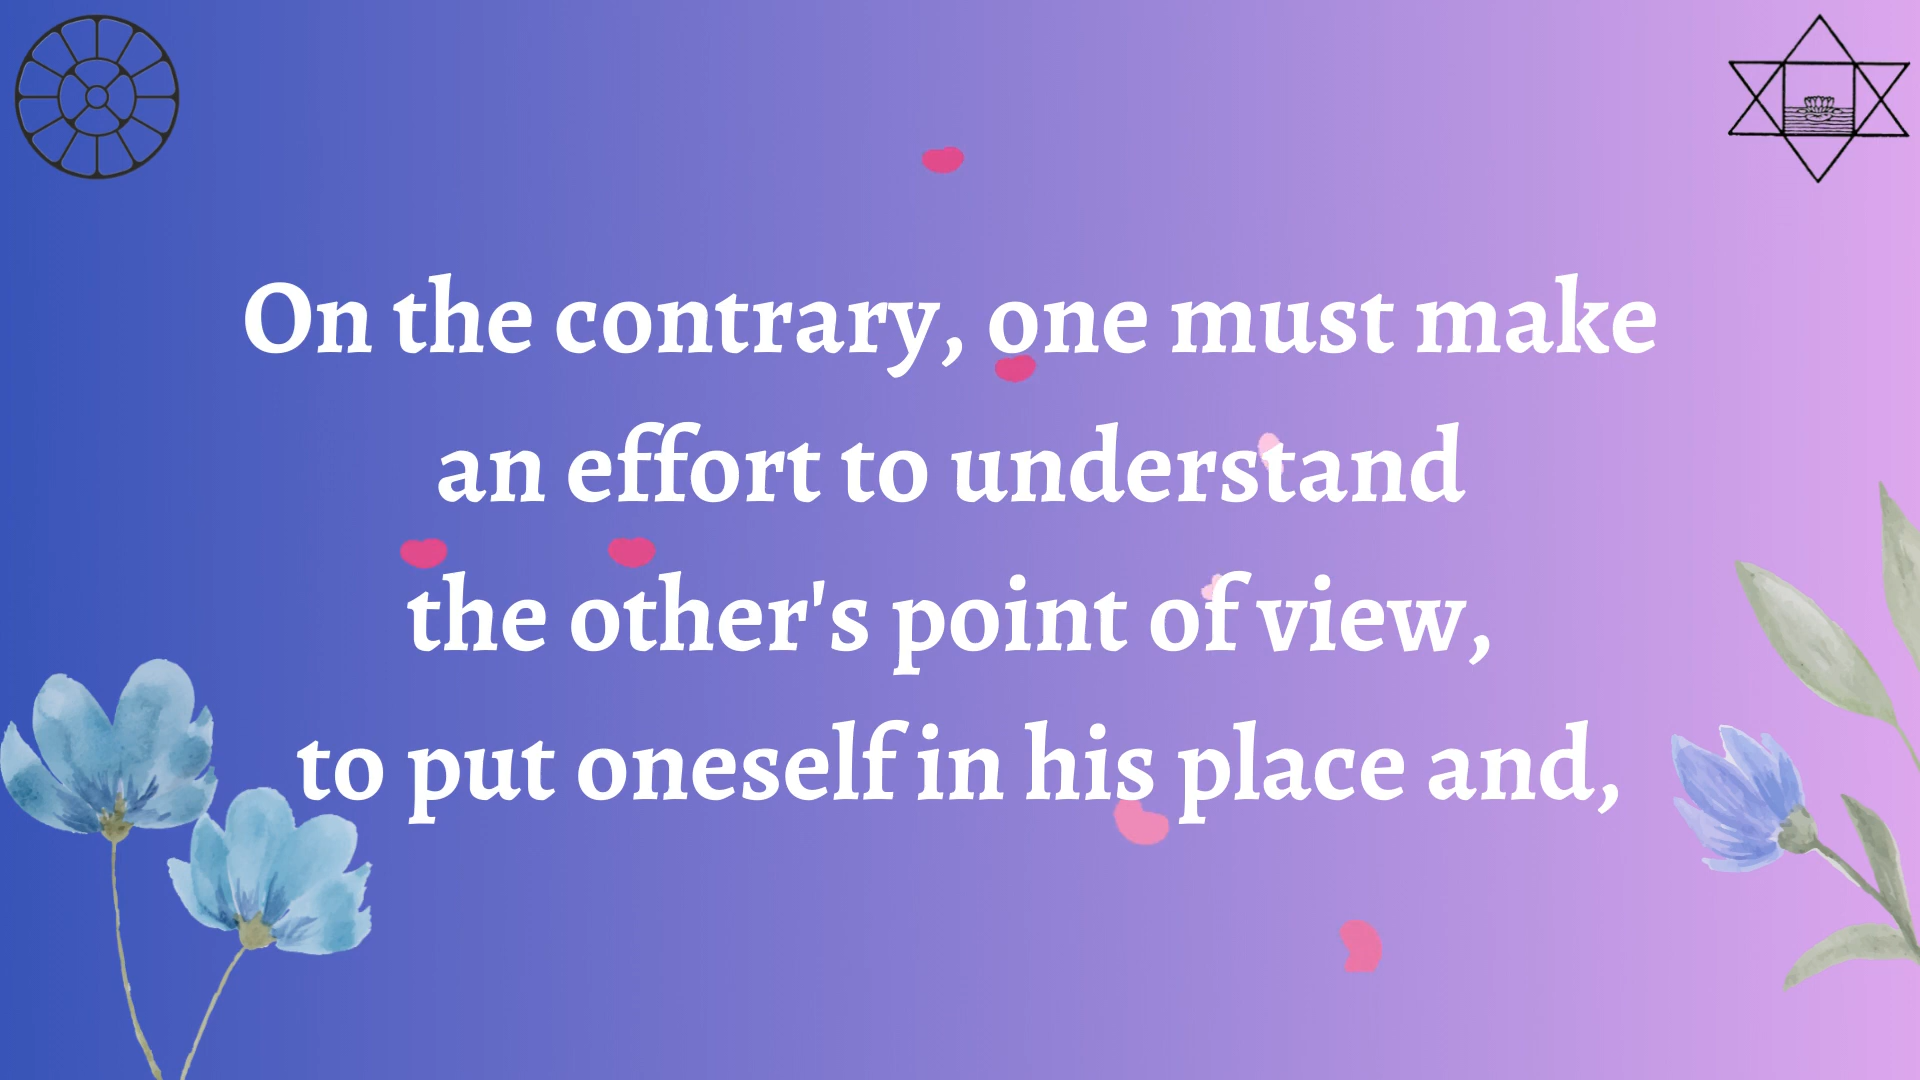 On the contrary, one must make
an effort to understand
the other's point of view,
to put oneself in his place and,